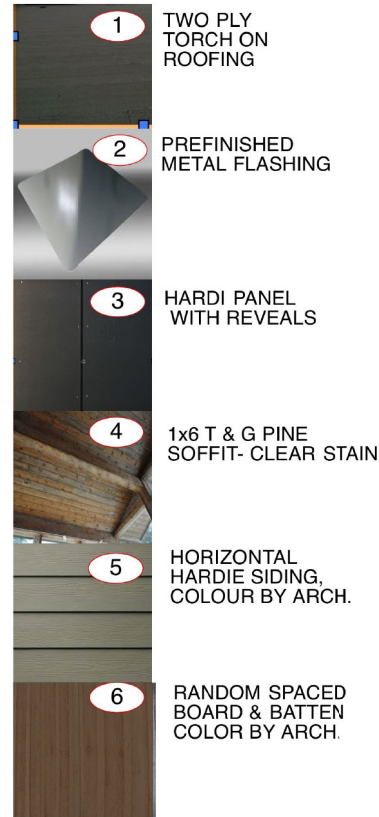 1
TWO PLY
TORCH ON
ROOFING
2
PREFINISHED
METAL FLASHING
3
HARDI PANEL
WITH REVEALS
4
1x6 T & G PINE
SOFFIT- CLEAR STAIN
5
HORIZONTAL
HARDIE SIDING,
COLOUR BY ARCH.
6
RANDOM SPACED
BOARD & BATTEN
COLOR BY ARCH.